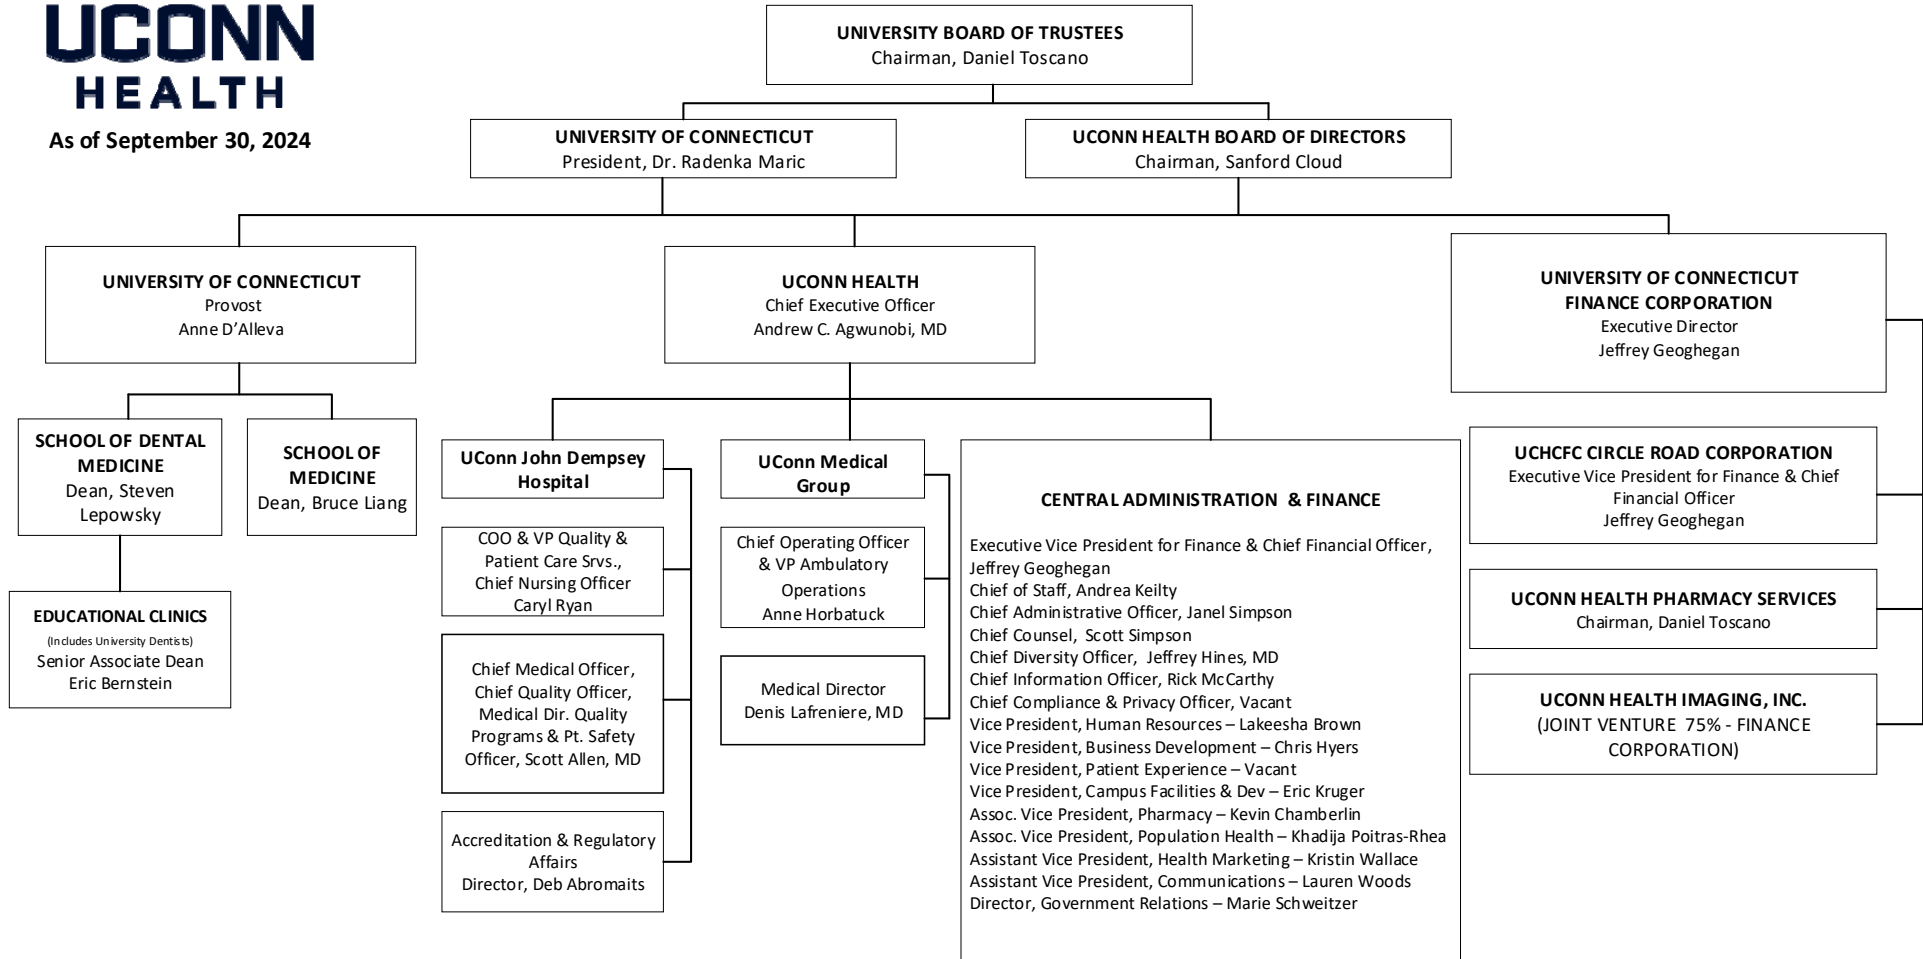 UCONN
HEALTH
As of September 30, 2024
UNIVERSITY BOARD OF TRUSTEES
Chairman, Daniel Toscano
UNIVERSITY OF CONNECTICUT
President, Dr. Radenka Maric
UCONN HEALTH BOARD OF DIRECTORS
Chairman, Sanford Cloud
UNIVERSITY OF CONNECTICUT
Provost
Anne D’Alleva
UCONN HEALTH
Chief Executive Officer
Andrew C. Agwunobi, MD
UNIVERSITY OF CONNECTICUT
FINANCE CORPORATION
Executive Director
Jeffrey Geoghegan
SCHOOL OF DENTAL
MEDICINE
Dean, Steven
Lepowsky
SCHOOL OF
MEDICINE
Dean, Bruce Liang
EDUCATIONAL CLINICS
(Includes University Dentists)
Senior Associate Dean
Eric Bernstein
UConn John Dempsey
Hospital
COO & VP Quality &
Patient Care Srvs.,
Chief Nursing Officer
Caryl Ryan
Chief Medical Officer,
Chief Quality Officer,
Medical Dir. Quality
Programs & Pt. Safety
Officer, Scott Allen, MD
Accreditation & Regulatory
Affairs
Director, Deb Abromaits
UConn Medical
Group
Chief Operating Officer
& VP Ambulatory
Operations
Anne Horbatuck
Medical Director
Denis Lafreniere, MD
CENTRAL ADMINISTRATION & FINANCE
Executive Vice President for Finance & Chief Financial Officer,
Jeffrey Geoghegan
Chief of Staff, Andrea Keilty
Chief Administrative Officer, Janel Simpson
Chief Counsel, Scott Simpson
Chief Diversity Officer, Jeffrey Hines, MD
Chief Information Officer, Rick McCarthy
Chief Compliance & Privacy Officer, Vacant
Vice President, Human Resources – Lakeesha Brown
Vice President, Business Development – Chris Hyers
Vice President, Patient Experience – Vacant
Vice President, Campus Facilities & Dev – Eric Kruger
Assoc. Vice President, Pharmacy – Kevin Chamberlin
Assoc. Vice President, Population Health – Khadija Poitras-Rhea
Assistant Vice President, Health Marketing – Kristin Wallace
Assistant Vice President, Communications – Lauren Woods
Director, Government Relations – Marie Schweitzer
UCHCFC CIRCLE ROAD CORPORATION
Executive Vice President for Finance & Chief
Financial Officer
Jeffrey Geoghegan
UCONN HEALTH PHARMACY SERVICES
Chairman, Daniel Toscano
UCONN HEALTH IMAGING, INC.
(JOINT VENTURE 75% - FINANCE
CORPORATION)